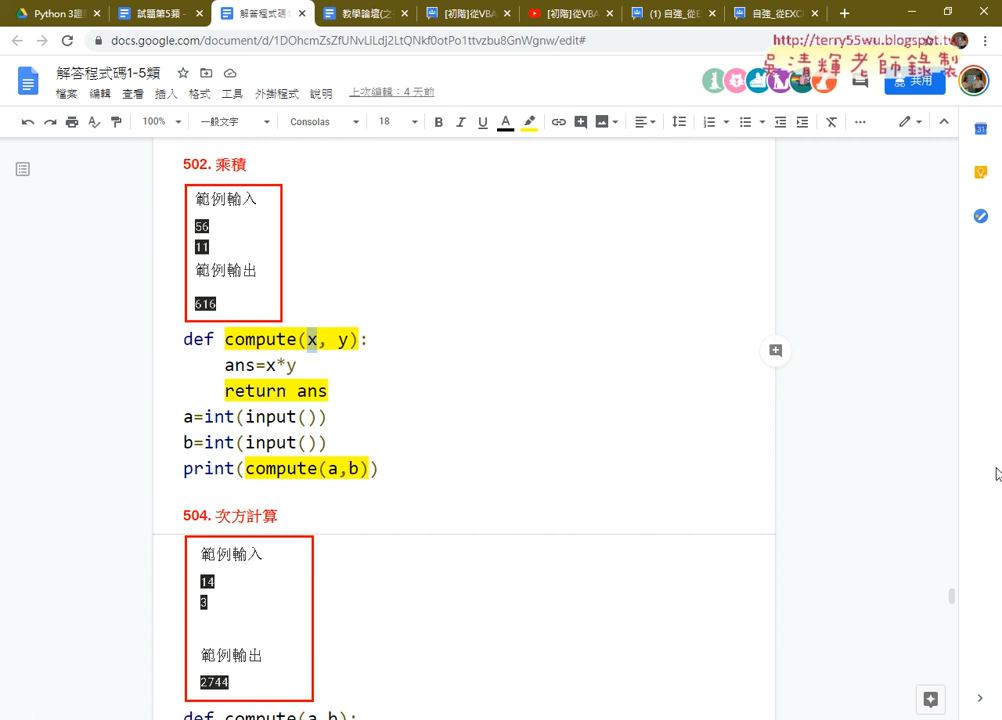 Python 3證
試題第5類 -
解答程式碼1
教學論壇(之
[初階]從VBA
[初階]從VBA
(1) 自強_從E
自強_從EXC
docs.google.com/document/d/1DOhcmZsZfUNvLiLdj2LtQNkf0otPo1ttvzbu8GnWgnw/edit#
http://terry55wu.blogspot.tw
吳清輝老師錄製
解答程式碼1-5類
檔案 編輯 查看 插入 格式 工具 外掛程式 說明 上次編輯：4 天前
共用
100% 一般文字 Consolas 18
502. 乘積
範例輸入
56
11
範例輸出
616
def compute(x, y):
ans=x*y
return ans
a=int(input())
b=int(input())
print(compute(a,b))
504. 次方計算
範例輸入
14
3
範例輸出
2744
def compute(a,b):